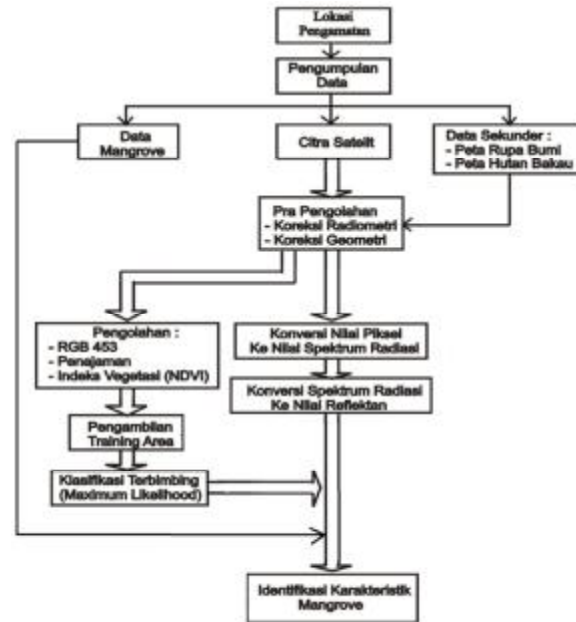 Lokasi
Pengamatan
Pengumpulan
Data
Data
Mangrove
Citra Satelit
Data Sekunder :
- Peta Rupa Bumi
- Peta Hutan Bakau
Pra Pengolahan
- Koreksi Radiometri
- Koreksi Geometri
Pengolahan :
- RGB 453
- Penajaman
- Indeks Vegetasi (NDVI)
Konversi Nilai Piksel
Ke Nilai Spektrum Radiasi
Konversi Spektrum Radiasi
Ke Nilai Reflektan
Pengambilan
Training Area
Klasifikasi Terbimbing
(Maximum Likelihood)
Identifikasi Karakteristik
Mangrove